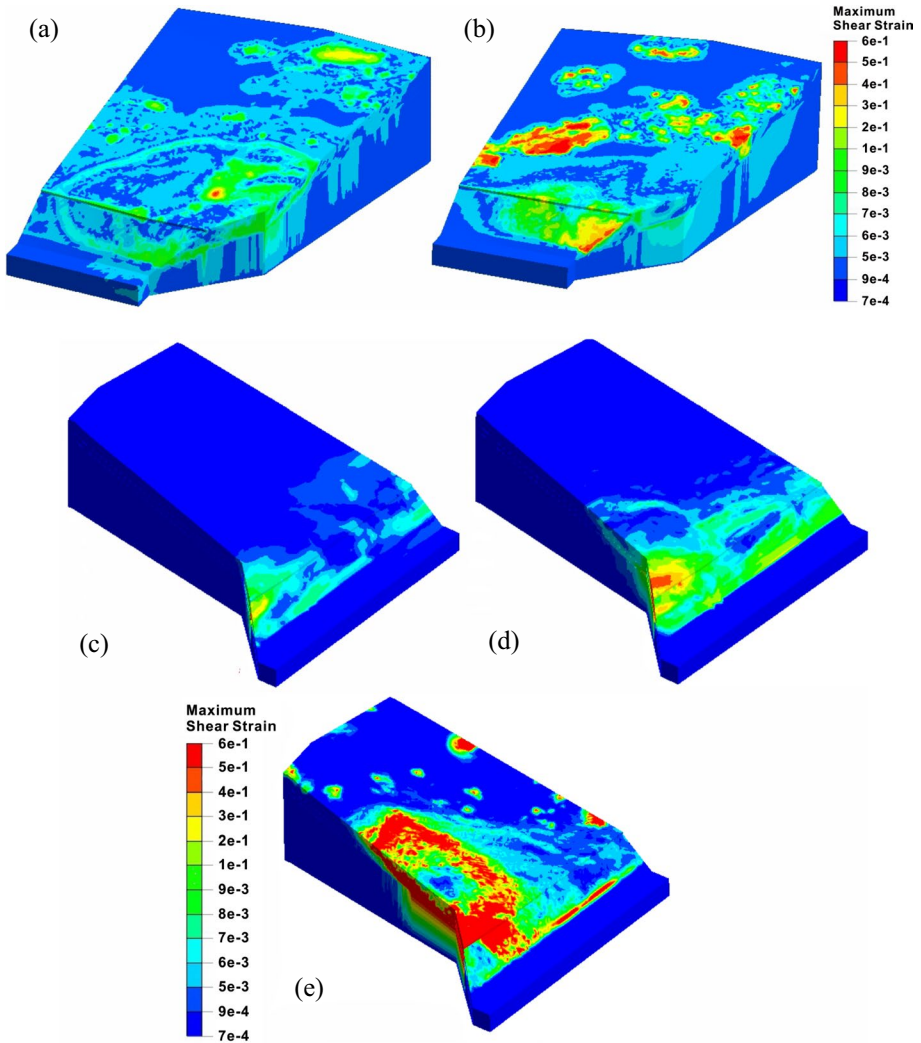 (a)
(b)
Maximum
Shear Strain
6e-1
5e-1
4e-1
3e-1
2e-1
1e-1
9e-3
8e-3
7e-3
6e-3
5e-3
9e-4
7e-4
(c)
(d)
Maximum
Shear Strain
6e-1
5e-1
4e-1
3e-1
2e-1
1e-1
9e-3
8e-3
7e-3
6e-3
5e-3
9e-4
7e-4
(e)